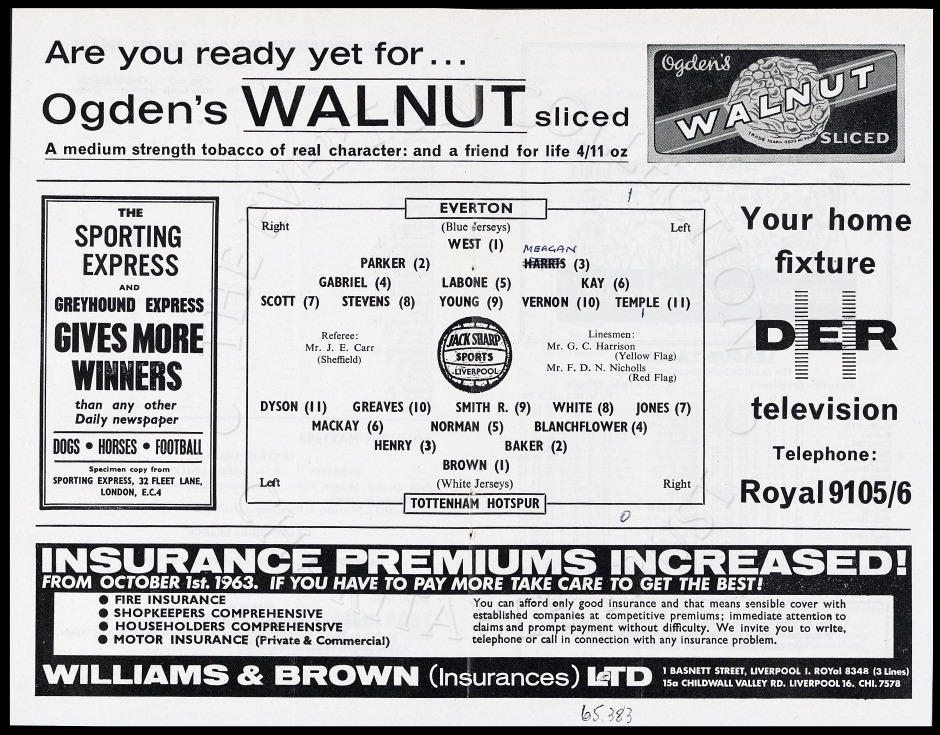 Are you ready yet for...
Ogden's WALNUT sliced
A medium strength tobacco of real character: and a friend for life 4/11 oz
Ogden's
WALNUT
SLICED
THE
SPORTING
EXPRESS
AND
GREYHOUND EXPRESS
GIVES MORE
WINNERS
than any other
Daily newspaper
DOGS • HORSES • FOOTBALL
Specimen copy from
SPORTING EXPRESS, 32 FLEET LANE,
LONDON, E.C.4
1
EVERTON
(Blue Jerseys)
Right Left
WEST (1)
MEAGAN
PARKER (2) HARRIS (3)
GABRIEL (4) LABONE (5) KAY (6)
SCOTT (7) STEVENS (8) YOUNG (9) VERNON (10) TEMPLE (11)
1
Referee:
Mr. J. E. Carr
(Sheffield)
JACK SHARP
SPORTS
LIVERPOOL
Linesmen:
Mr. G. C. Harrison
(Yellow Flag)
Mr. F. D. N. Nicholls
(Red Flag)
DYSON (11) GREAVES (10) SMITH R. (9) WHITE (8) JONES (7)
MACKAY (6) NORMAN (5) BLANCHFLOWER (4)
HENRY (3) BAKER (2)
BROWN (1)
Left (White Jerseys) Right
TOTTENHAM HOTSPUR
0
Your home
fixture
DER
television
Telephone:
Royal 9105/6
INSURANCE PREMIUMS INCREASED!
FROM OCTOBER 1st. 1963. IF YOU HAVE TO PAY MORE TAKE CARE TO GET THE BEST!
● FIRE INSURANCE
● SHOPKEEPERS COMPREHENSIVE
● HOUSEHOLDERS COMPREHENSIVE
● MOTOR INSURANCE (Private & Commercial)
You can afford only good insurance and that means sensible cover with
established companies at competitive premiums; immediate attention to
claims and prompt payment without difficulty. We invite you to write,
telephone or call in connection with any insurance problem.
WILLIAMS & BROWN (Insurances) LTD
1 BASNETT STREET, LIVERPOOL 1. ROYal 8348 (3 Lines)
15a CHILDWALL VALLEY RD. LIVERPOOL 16. CHI. 7578
65,383